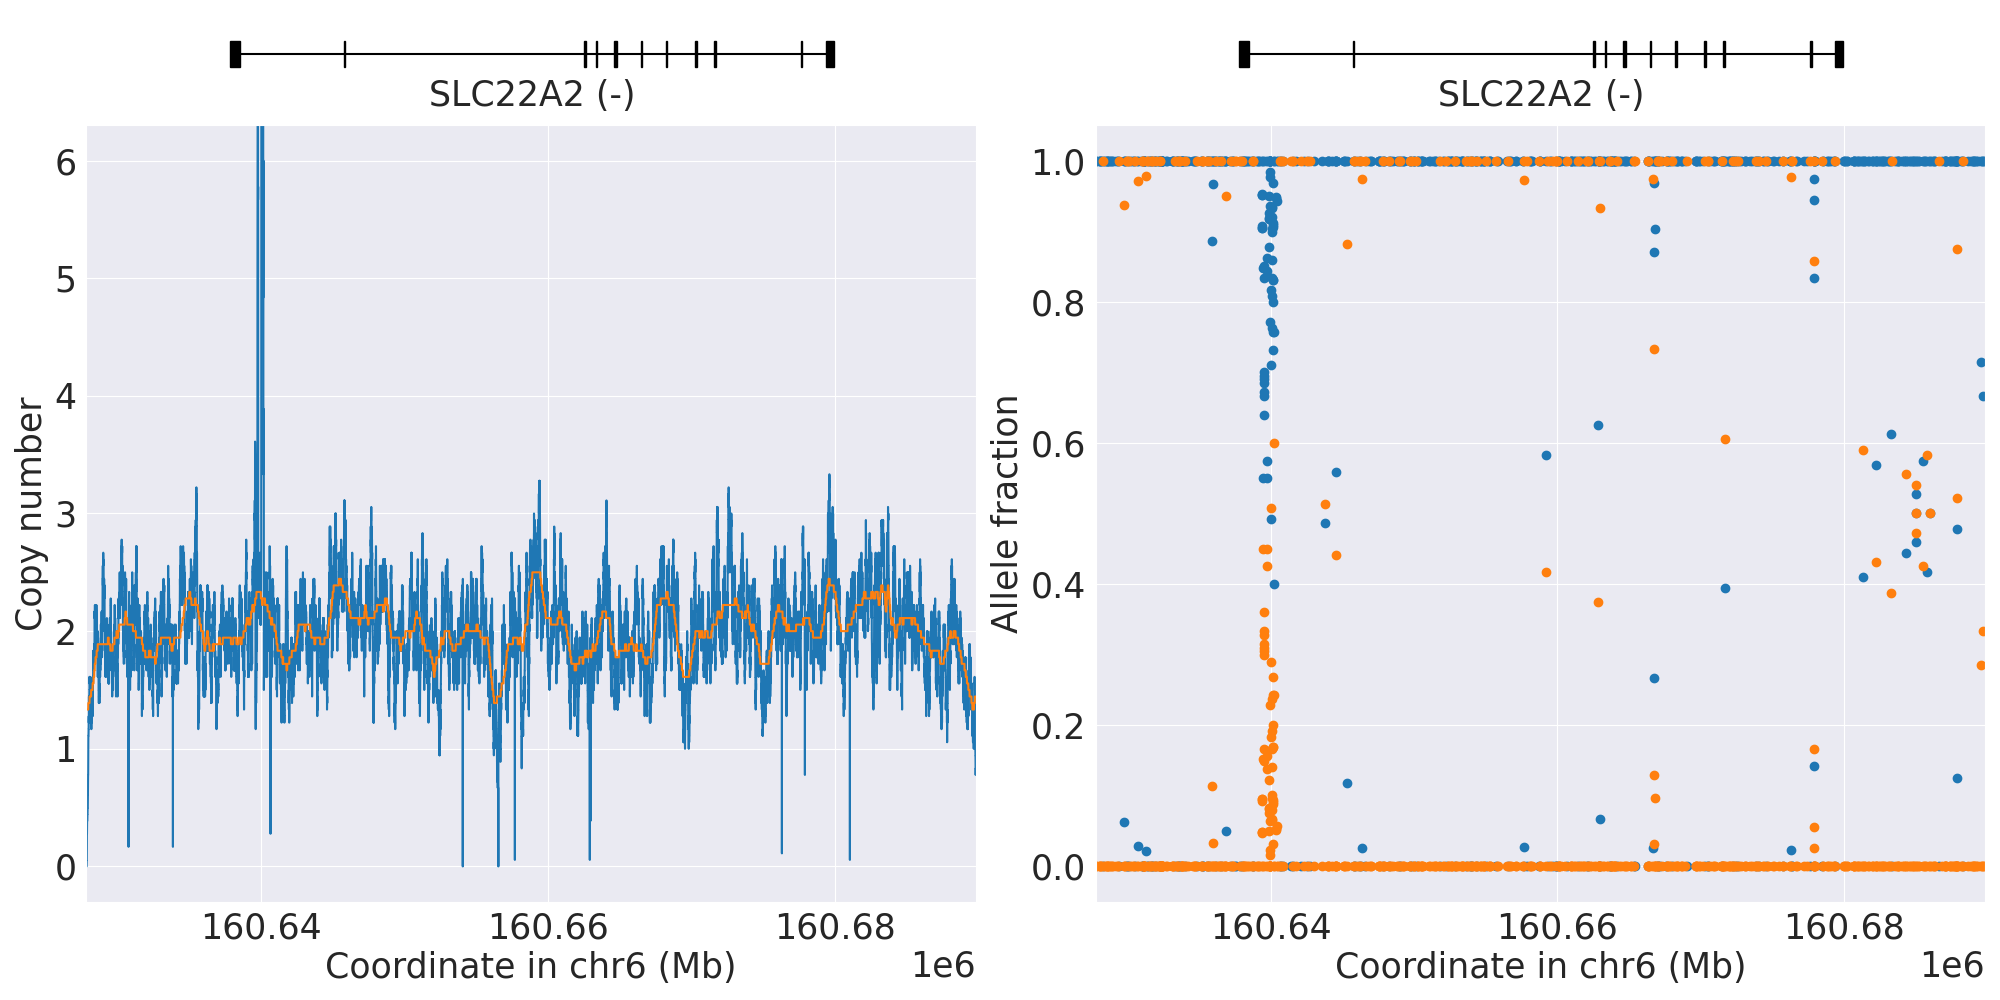 SLC22A2 (-)
6
5
4
3
2
1
0
Copy number
160.64 160.66 160.68
Coordinate in chr6 (Mb) 1e6
SLC22A2 (-)
1.0
0.8
0.6
0.4
0.2
0.0
Allele fraction
160.64 160.66 160.68
Coordinate in chr6 (Mb) 1e6